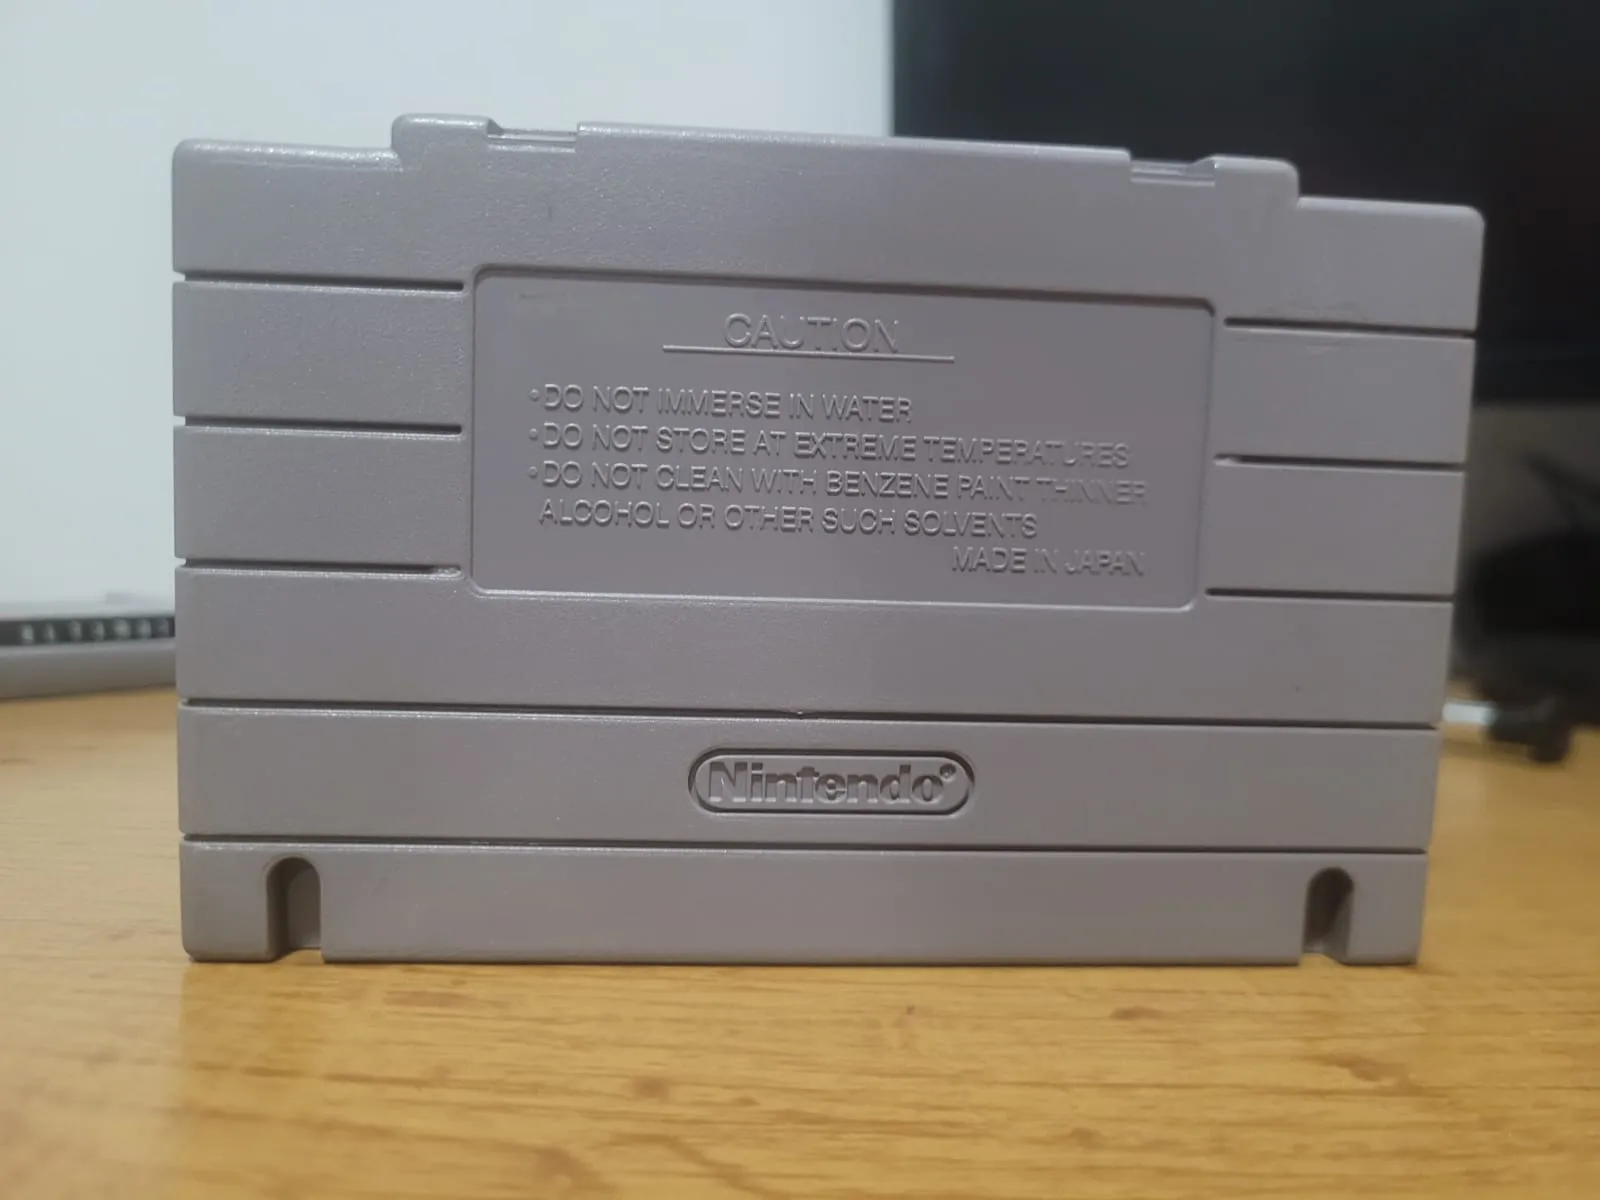 CAUTION
•DO NOT IMMERSE IN WATER
•DO NOT STORE AT EXTREME TEMPERATURES
•DO NOT CLEAN WITH BENZENE PAINT THINNER
ALCOHOL OR OTHER SUCH SOLVENTS
MADE IN JAPAN
Nintendo®